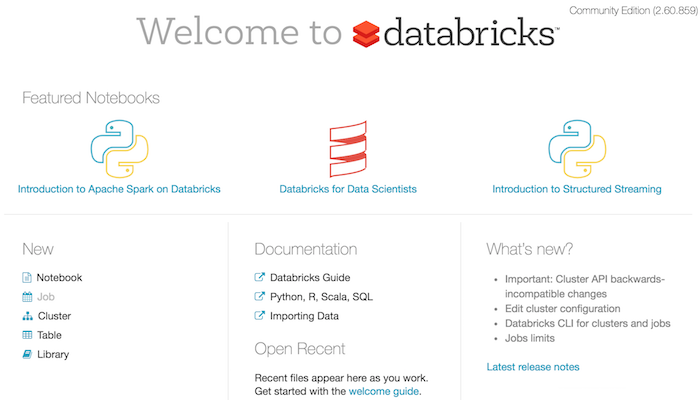 Community Edition (2.60.859)
Welcome to databricks™
Featured Notebooks
Introduction to Apache Spark on Databricks
Databricks for Data Scientists
Introduction to Structured Streaming
New
Notebook
Job
Cluster
Table
Library
Documentation
Databricks Guide
Python, R, Scala, SQL
Importing Data
Open Recent
Recent files appear here as you work.
Get started with the welcome guide.
What's new?
• Important: Cluster API backwards-
incompatible changes
• Edit cluster configuration
• Databricks CLI for clusters and jobs
• Jobs limits
Latest release notes